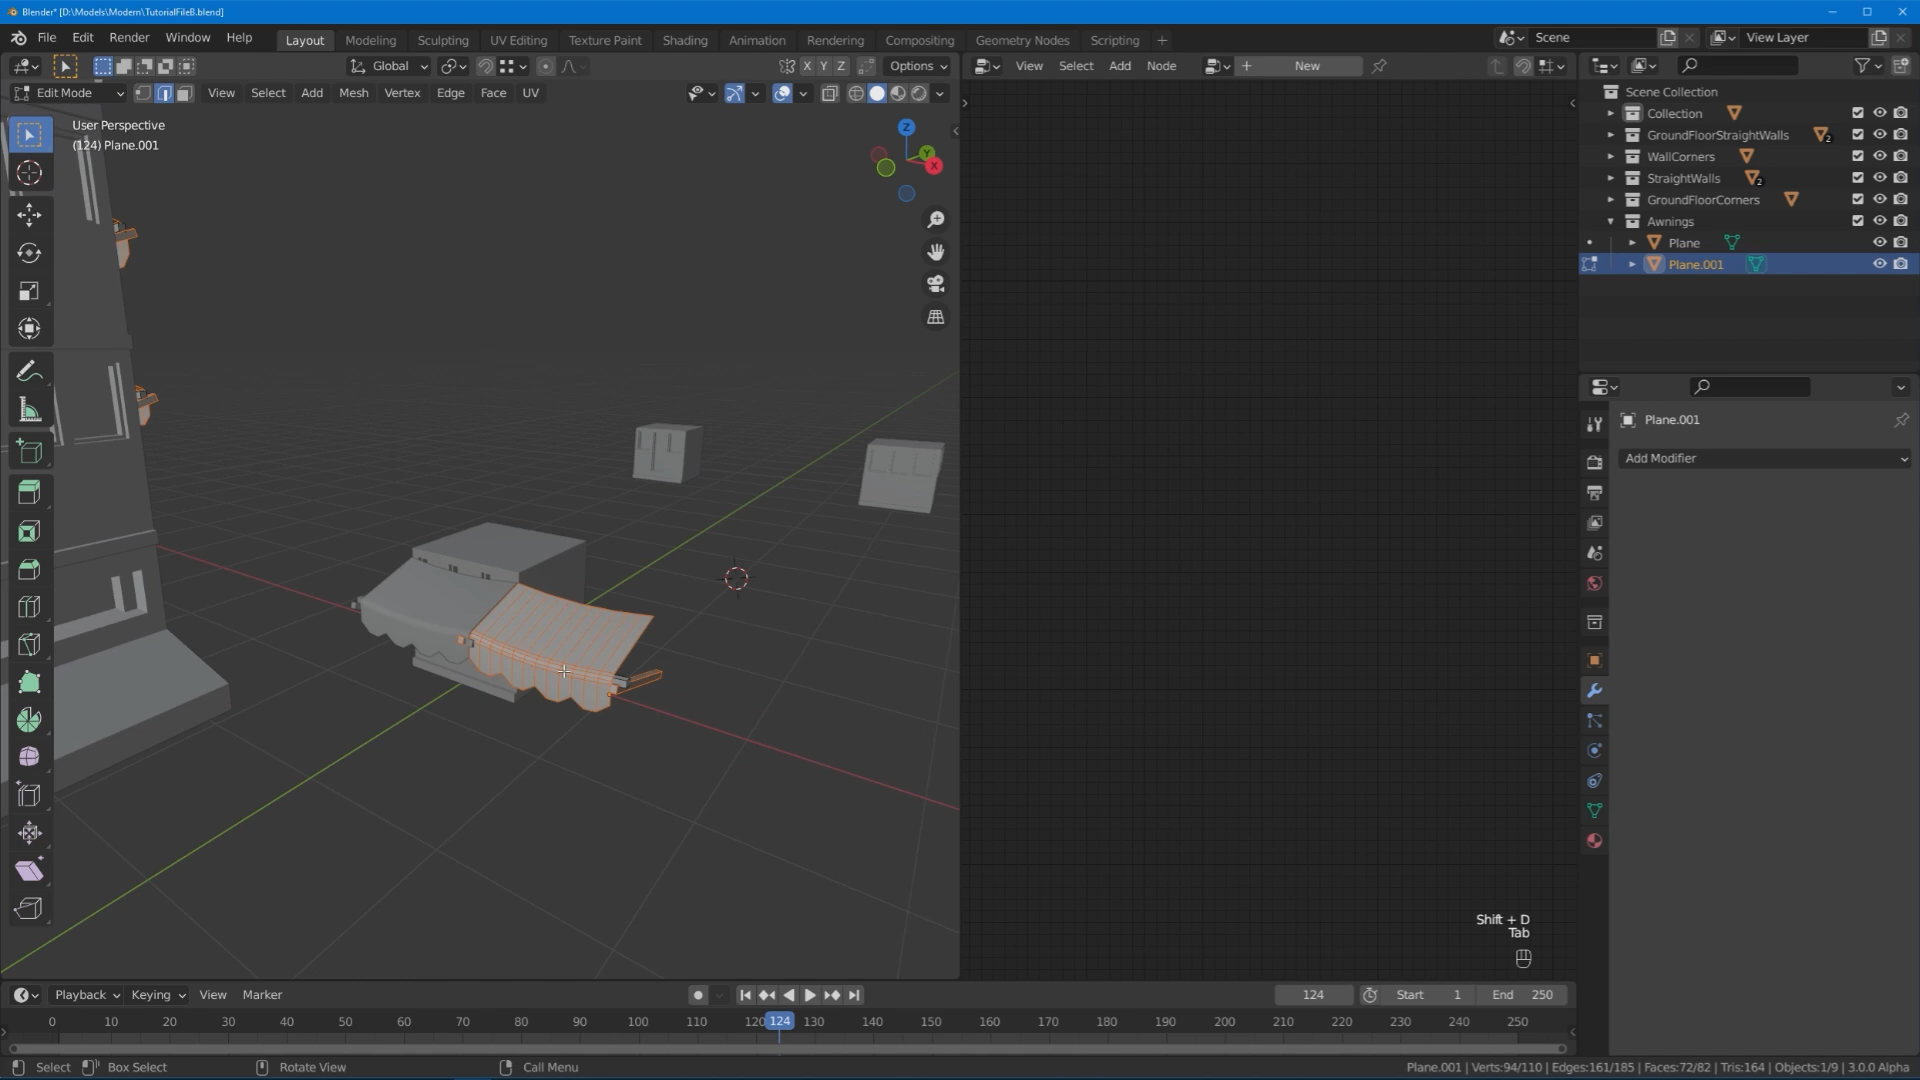 Blender* [D:\Models\Modern\TutorialFileB.blend]
File Edit Render Window Help Layout Modeling Sculpting UV Editing Texture Paint Shading Animation Rendering Compositing Geometry Nodes Scripting + Scene View Layer
Global X Y Z Options View Select Add Node + New
Edit Mode View Select Add Mesh Vertex Edge Face UV
User Perspective
(124) Plane.001
Z
Y
X
Scene Collection
Collection
GroundFloorStraightWalls 2
WallCorners
StraightWalls 2
GroundFloorCorners
Awnings
Plane
Plane.001
Plane.001
Add Modifier
Shift + D
Tab
Playback Keying View Marker 124 Start 1 End 250
0 10 20 30 40 50 60 70 80 90 100 110 120 124 130 140 150 160 170 180 190 200 210 220 230 240 250
Select Box Select Rotate View Call Menu Plane.001 | Verts:94/110 | Edges:161/185 | Faces:72/82 | Tris:164 | Objects:1/9 | 3.0.0 Alpha